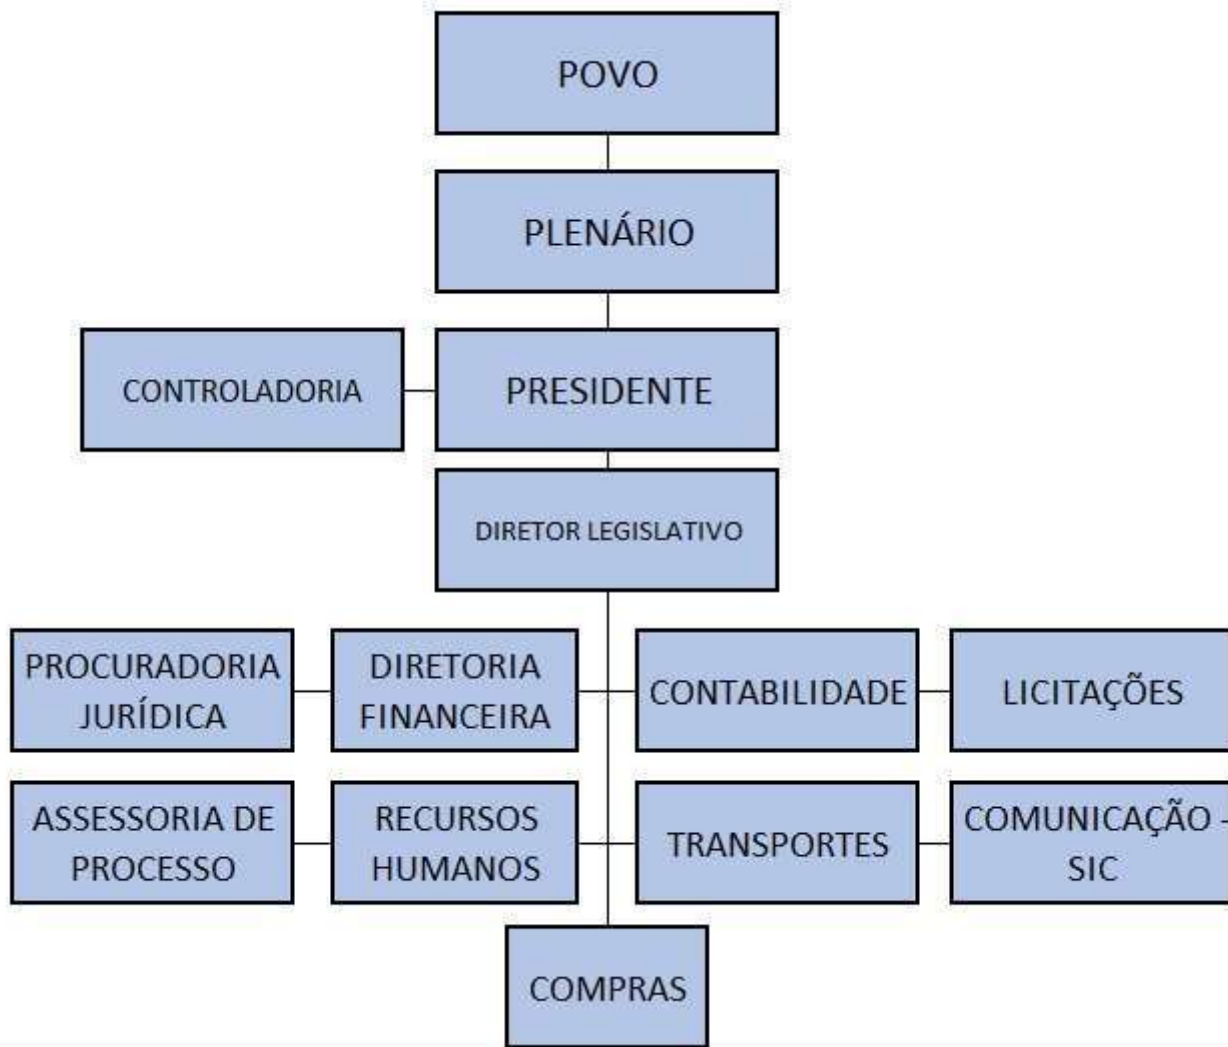 POVO
PLENÁRIO
CONTROLADORIA
PRESIDENTE
DIRETOR LEGISLATIVO
PROCURADORIA
JURÍDICA
DIRETORIA
FINANCEIRA
CONTABILIDADE
LICITAÇÕES
ASSESSORIA DE
PROCESSO
RECURSOS
HUMANOS
TRANSPORTES
COMUNICAÇÃO -
SIC
COMPRAS